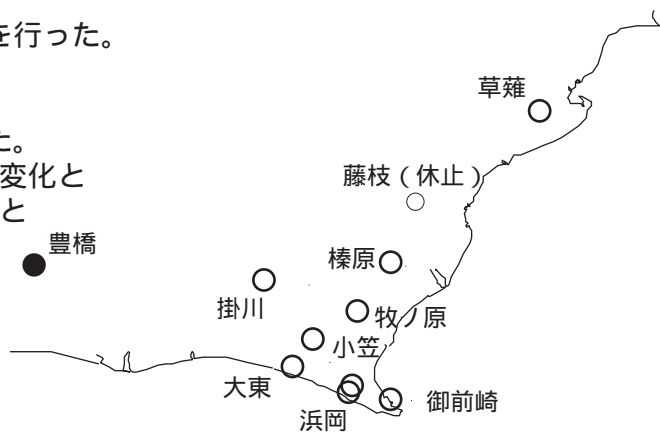 を行った。
草薙
た。
変化と
藤枝（休止）
と
豊橋
榛原
掛川
牧ノ原
小笠
大東
御前崎
浜岡